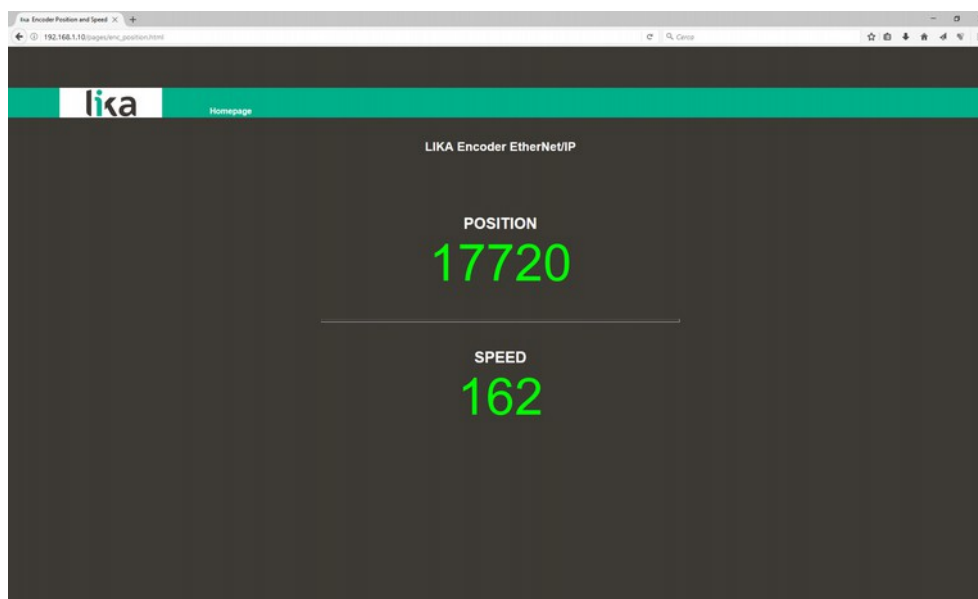 lika Encoder Position and Speed
192.168.1.10/pages/enc_position.html
Cerca
lika
Homepage
LIKA Encoder EtherNet/IP
POSITION
17720
SPEED
162